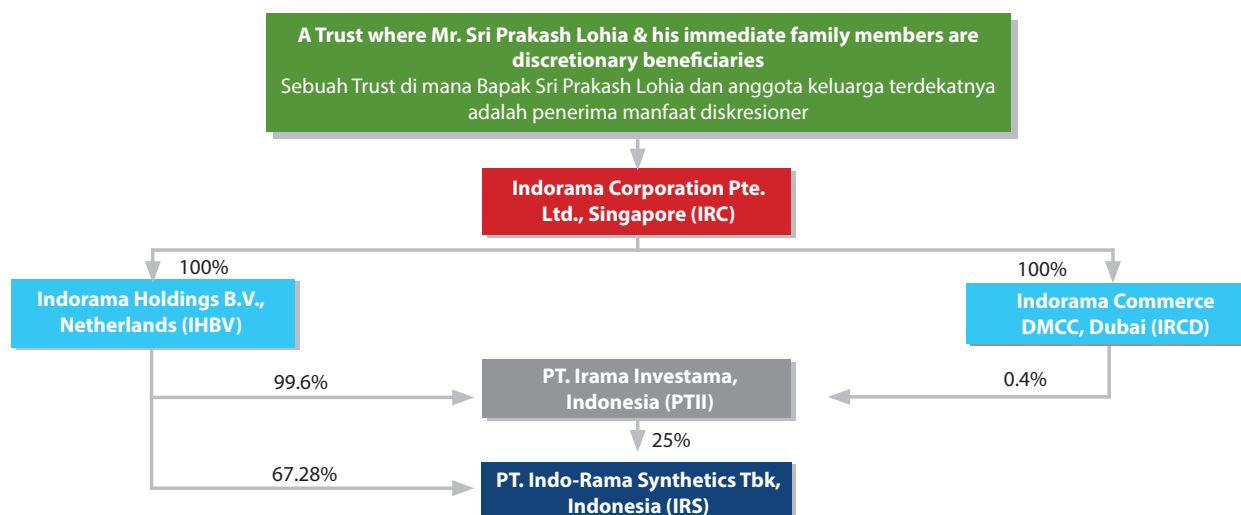 A Trust where Mr. Sri Prakash Lohia & his immediate family members are
discretionary beneficiaries
Sebuah Trust di mana Bapak Sri Prakash Lohia dan anggota keluarga terdekatnya
adalah penerima manfaat diskresioner
Indorama Corporation Pte.
Ltd., Singapore (IRC)
100%
100%
Indorama Holdings B.V.,
Netherlands (IHBV)
Indorama Commerce
DMCC, Dubai (IRCD)
99.6%
PT. Irama Investama,
Indonesia (PTII)
0.4%
25%
67.28%
PT. Indo-Rama Synthetics Tbk,
Indonesia (IRS)